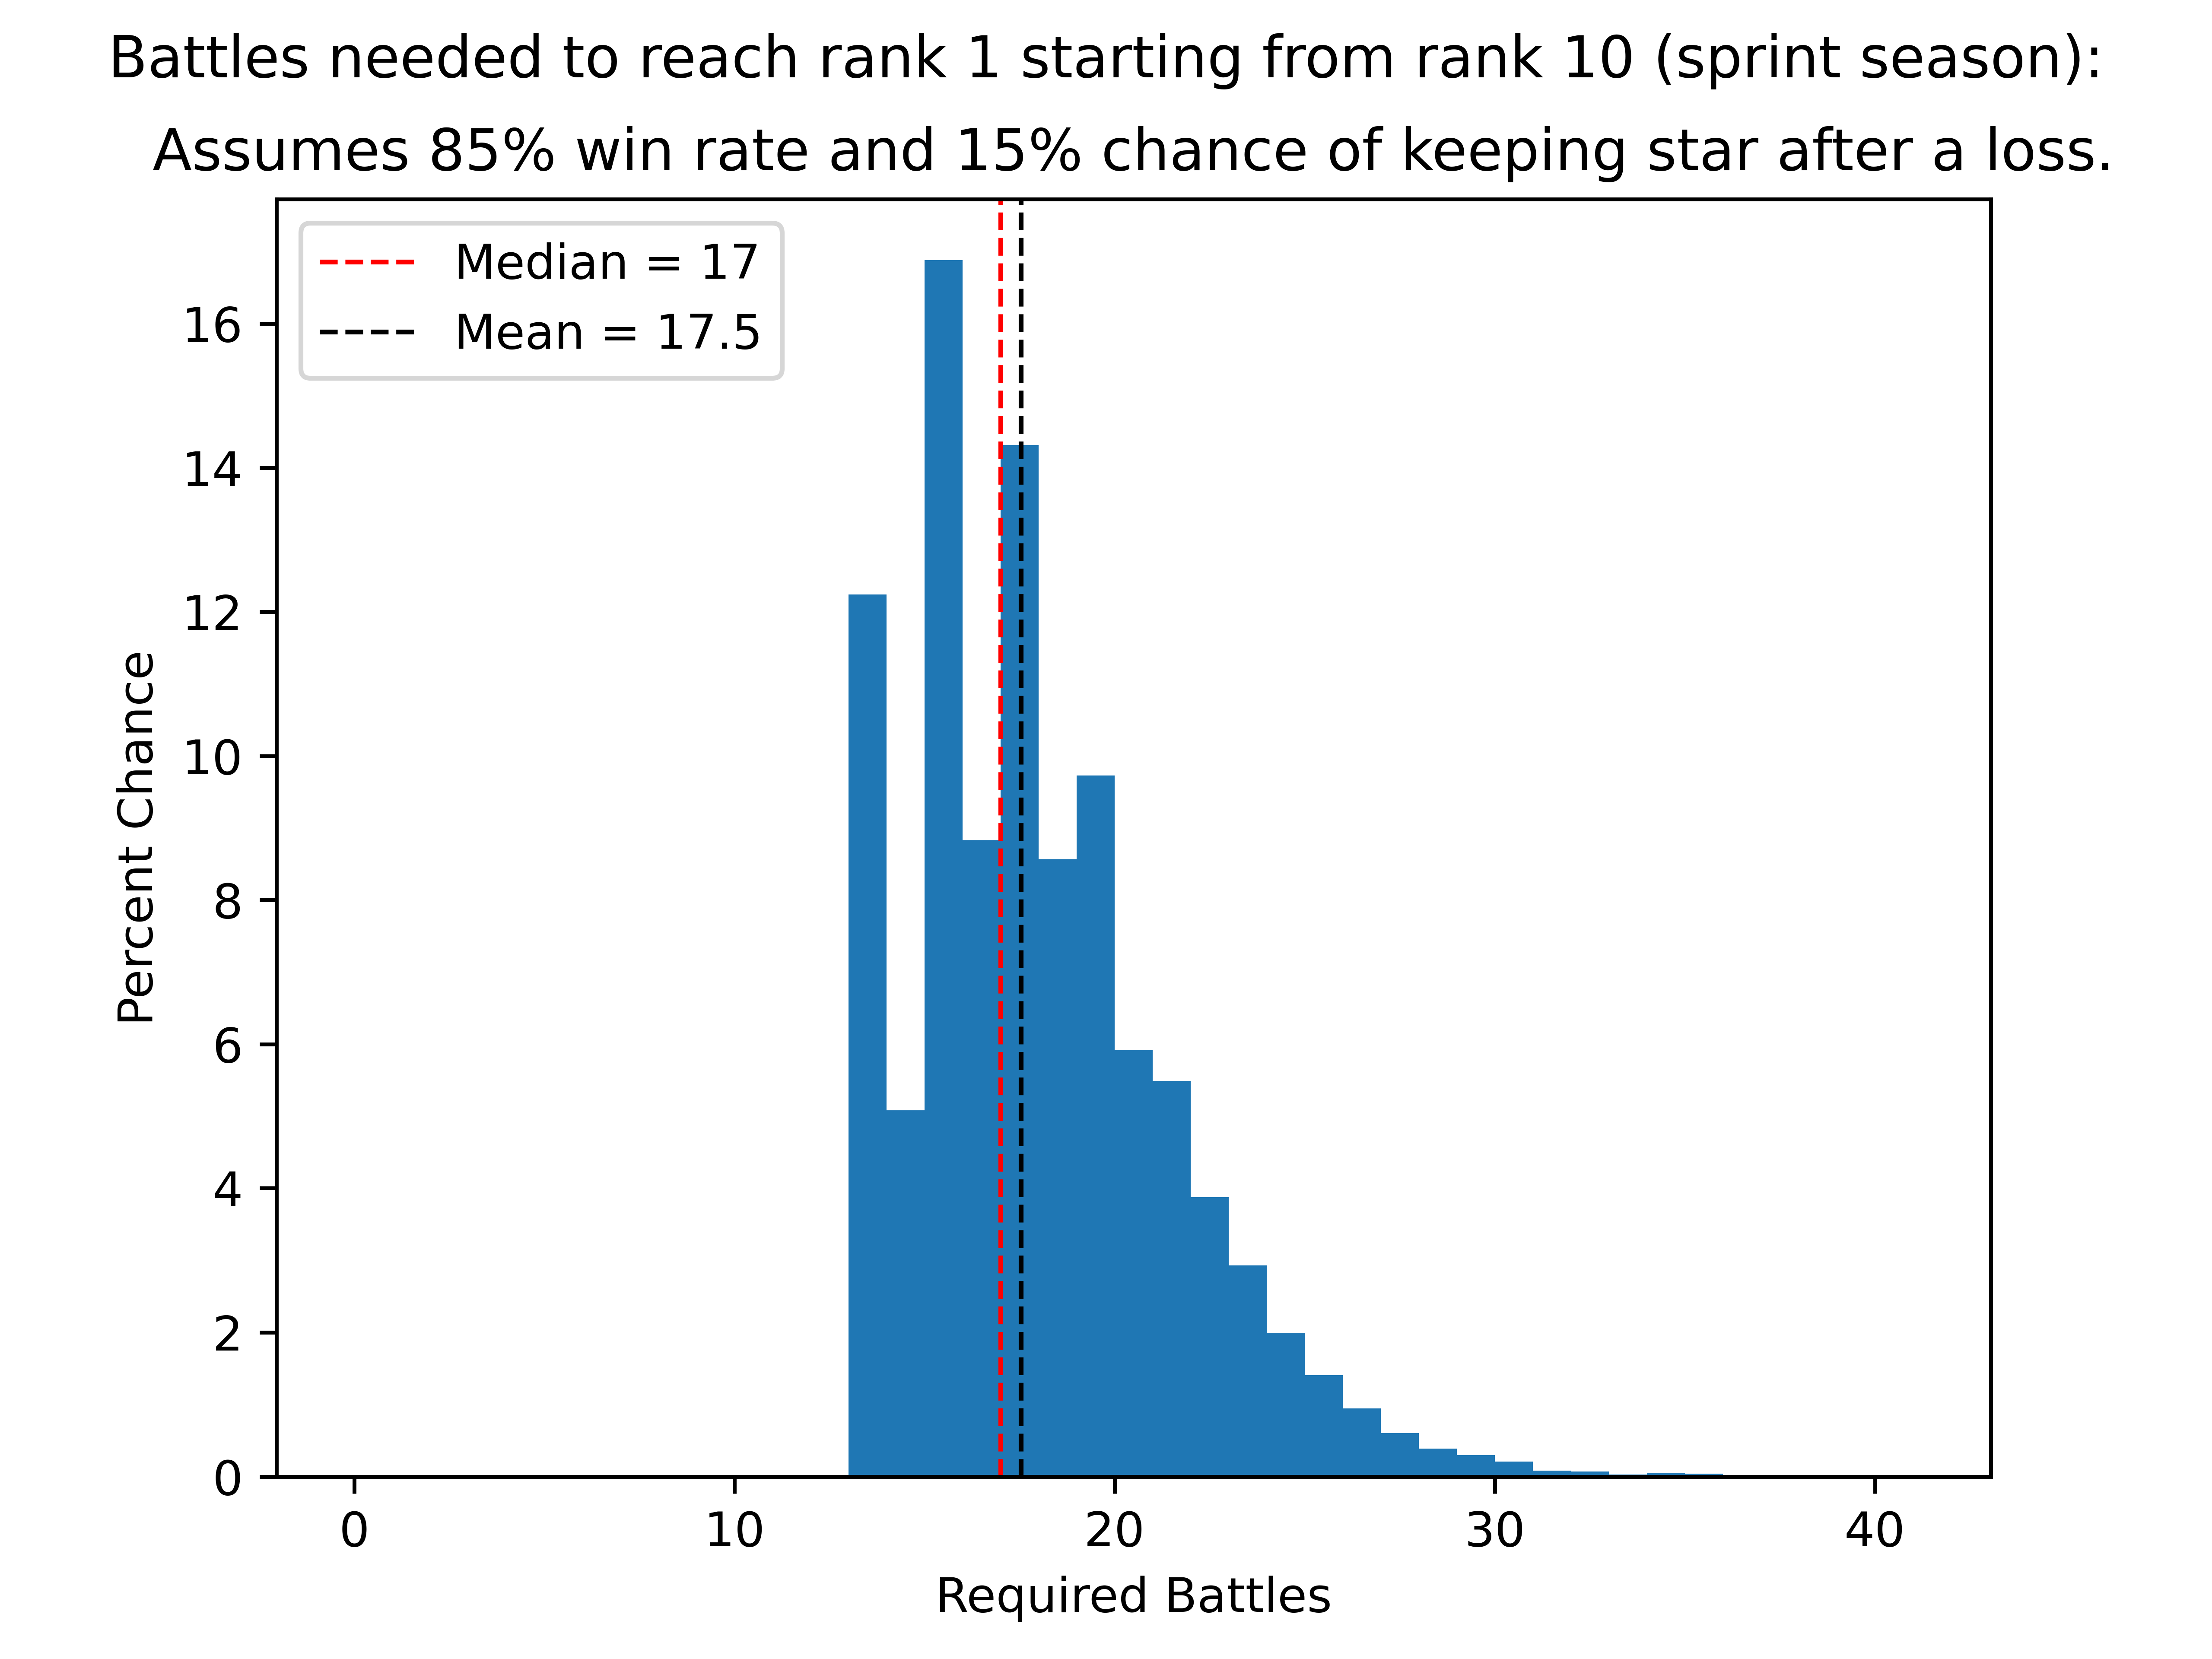 Battles needed to reach rank 1 starting from rank 10 (sprint season):
Assumes 85% win rate and 15% chance of keeping star after a loss.
Median = 17
Mean = 17.5
16
14
12
10
8
6
4
2
0
Percent Chance
0 10 20 30 40
Required Battles